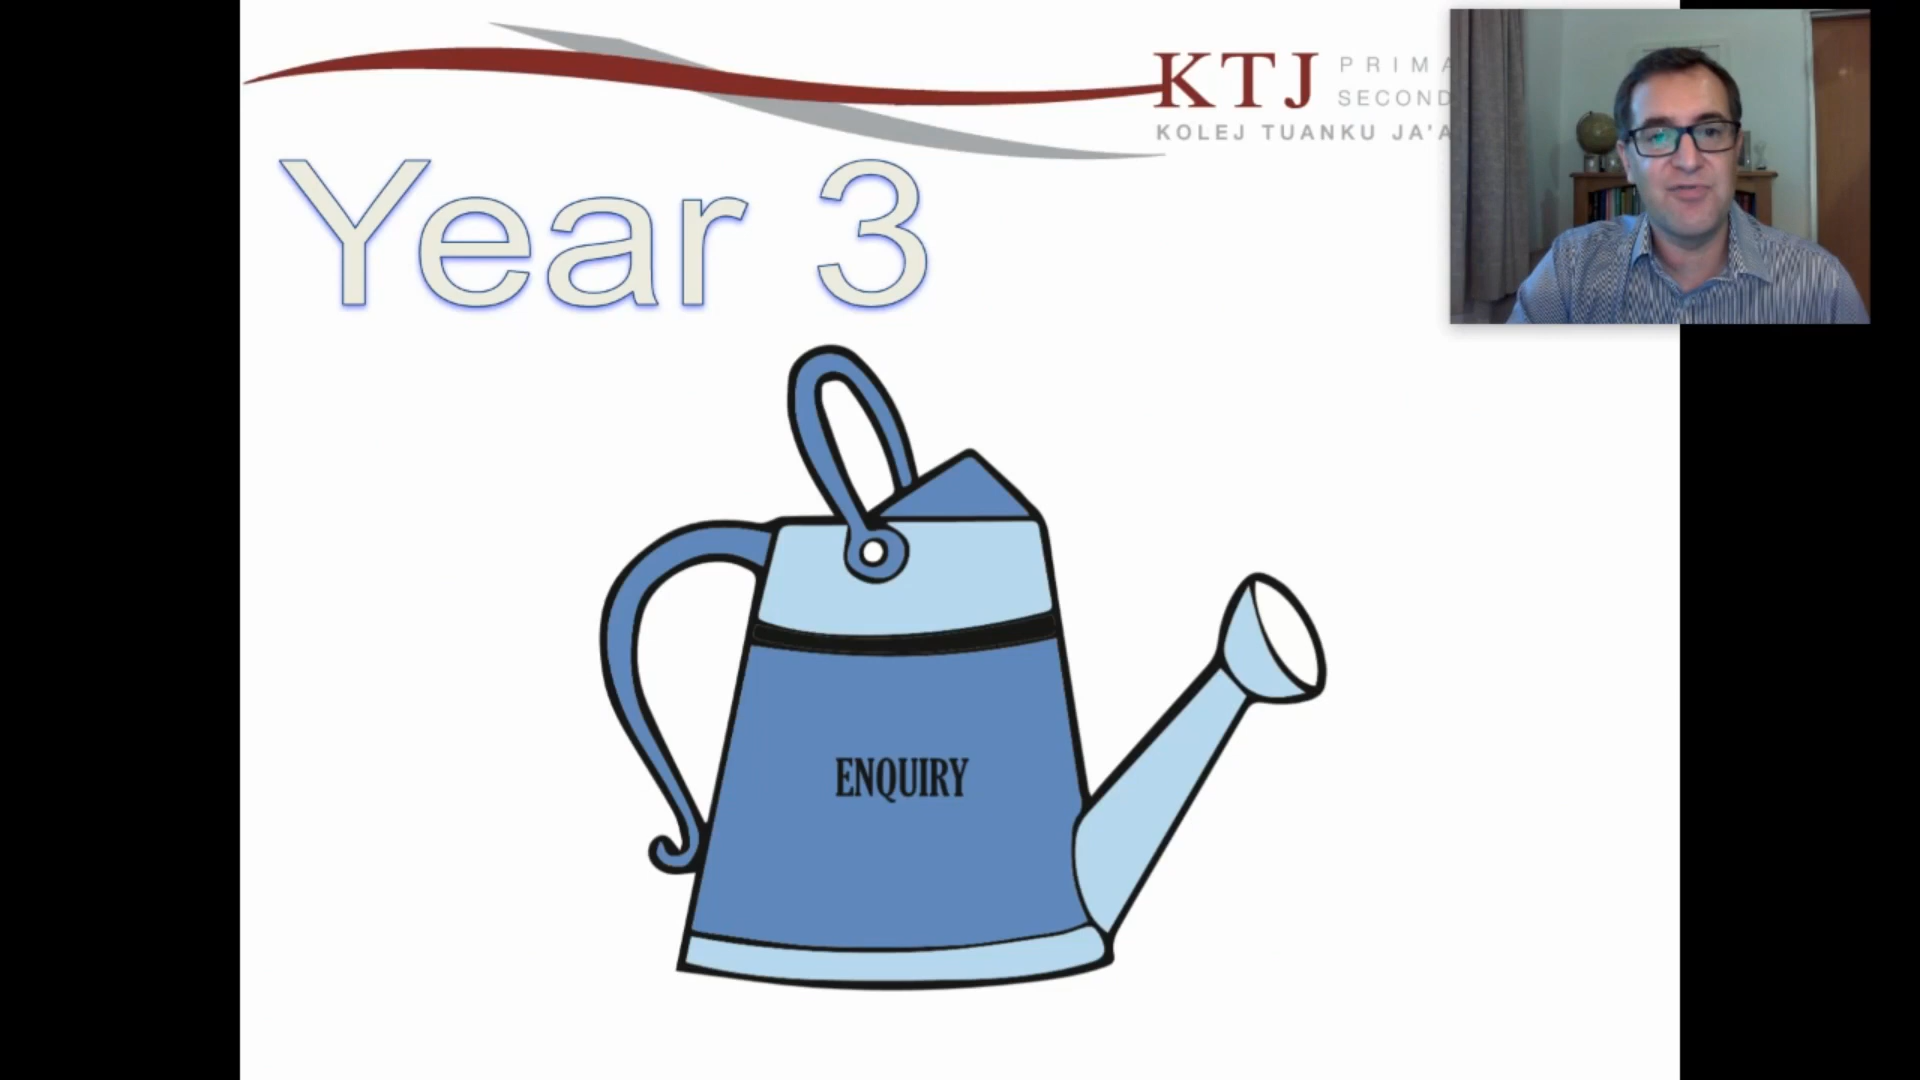 KTJ
PRIMA
SECOND
KOLEJ TUANKU JA'A
Year 3
ENQUIRY